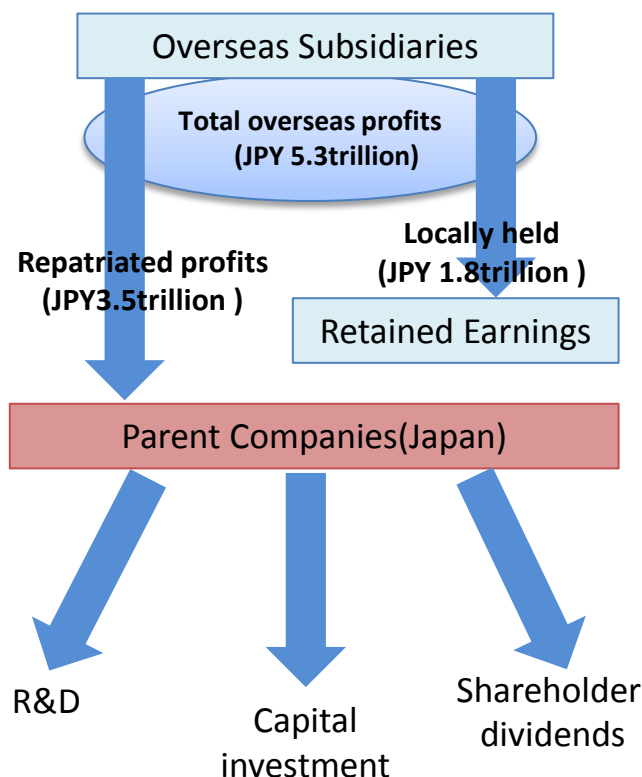 Overseas Subsidiaries
Total overseas profits
(JPY 5.3trillion)
Locally held
(JPY 1.8trillion )
Repatriated profits
(JPY3.5trillion )
Retained Earnings
Parent Companies(Japan)
R&D
Capital
investment
Shareholder
dividends